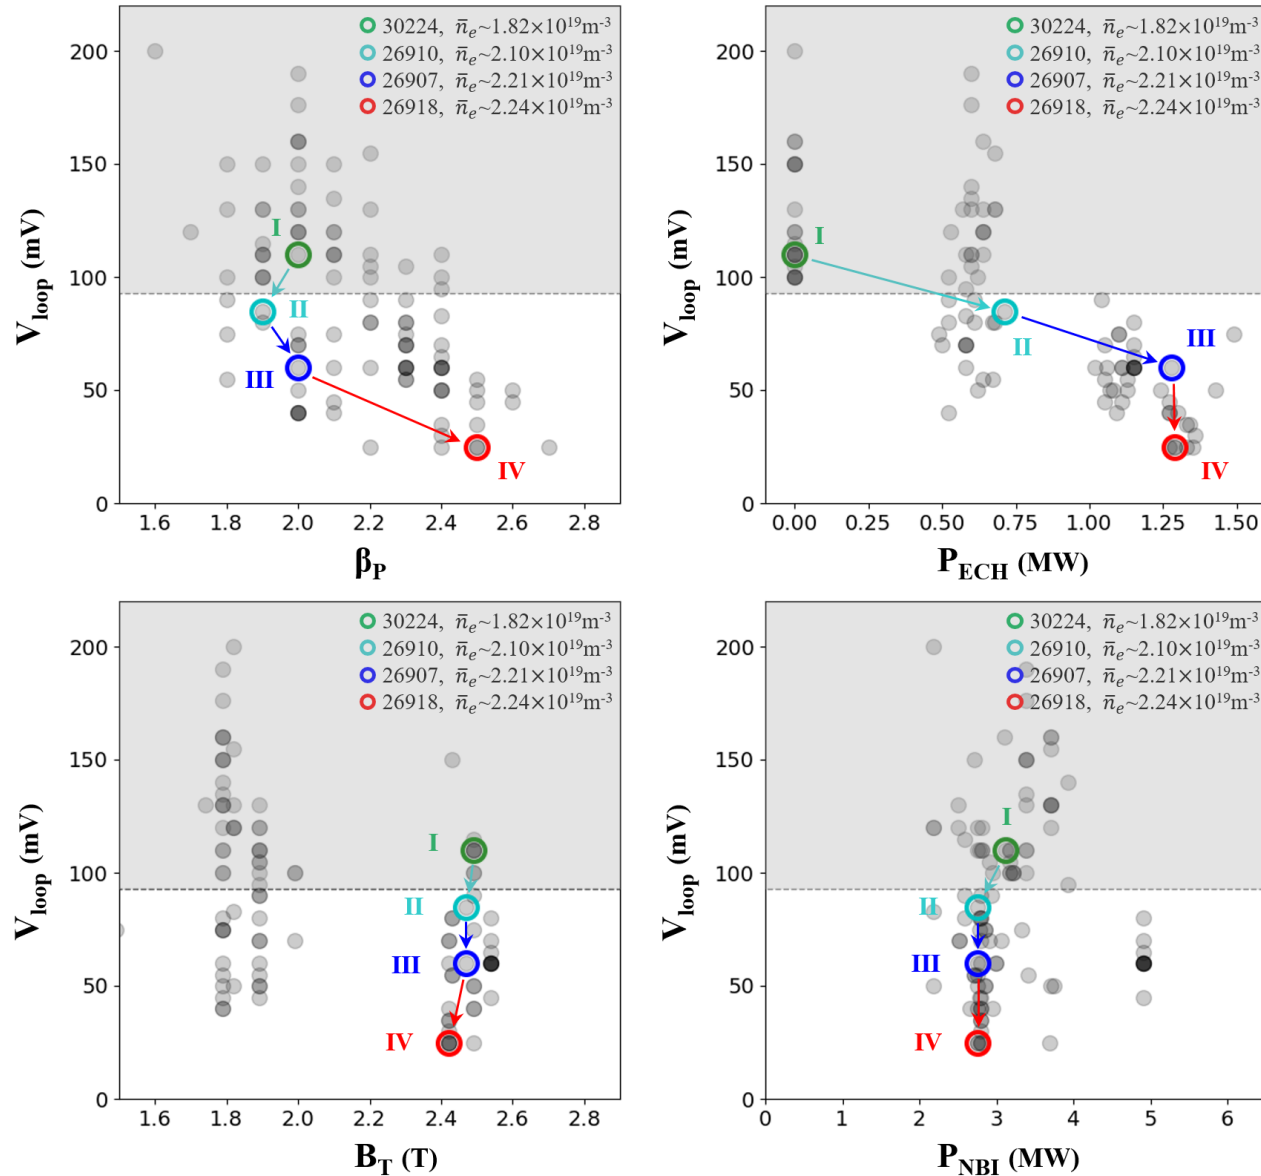 30224, n̄ₑ~1.82×10¹⁹m⁻³
26910, n̄ₑ~2.10×10¹⁹m⁻³
26907, n̄ₑ~2.21×10¹⁹m⁻³
26918, n̄ₑ~2.24×10¹⁹m⁻³
V_loop (mV)
200
150
100
50
0
I
II
III
IV
1.6 1.8 2.0 2.2 2.4 2.6 2.8
β_P
30224, n̄ₑ~1.82×10¹⁹m⁻³
26910, n̄ₑ~2.10×10¹⁹m⁻³
26907, n̄ₑ~2.21×10¹⁹m⁻³
26918, n̄ₑ~2.24×10¹⁹m⁻³
V_loop (mV)
200
150
100
50
0
I
II
III
IV
0.00 0.25 0.50 0.75 1.00 1.25 1.50
P_ECH (MW)
30224, n̄ₑ~1.82×10¹⁹m⁻³
26910, n̄ₑ~2.10×10¹⁹m⁻³
26907, n̄ₑ~2.21×10¹⁹m⁻³
26918, n̄ₑ~2.24×10¹⁹m⁻³
V_loop (mV)
200
150
100
50
0
I
II
III
IV
1.6 1.8 2.0 2.2 2.4 2.6 2.8
B_T (T)
30224, n̄ₑ~1.82×10¹⁹m⁻³
26910, n̄ₑ~2.10×10¹⁹m⁻³
26907, n̄ₑ~2.21×10¹⁹m⁻³
26918, n̄ₑ~2.24×10¹⁹m⁻³
V_loop (mV)
200
150
100
50
0
I
II
III
IV
0 1 2 3 4 5 6
P_NBI (MW)